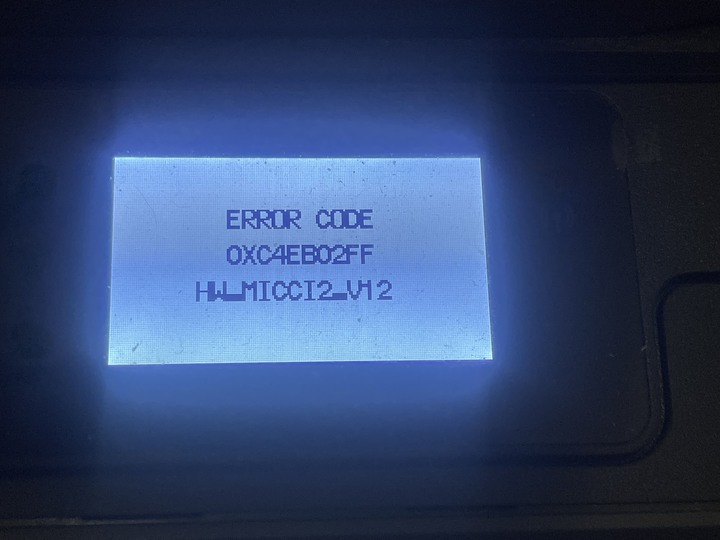 ERROR CODE
0XC4EB02FF
HW_MICCI2_V12